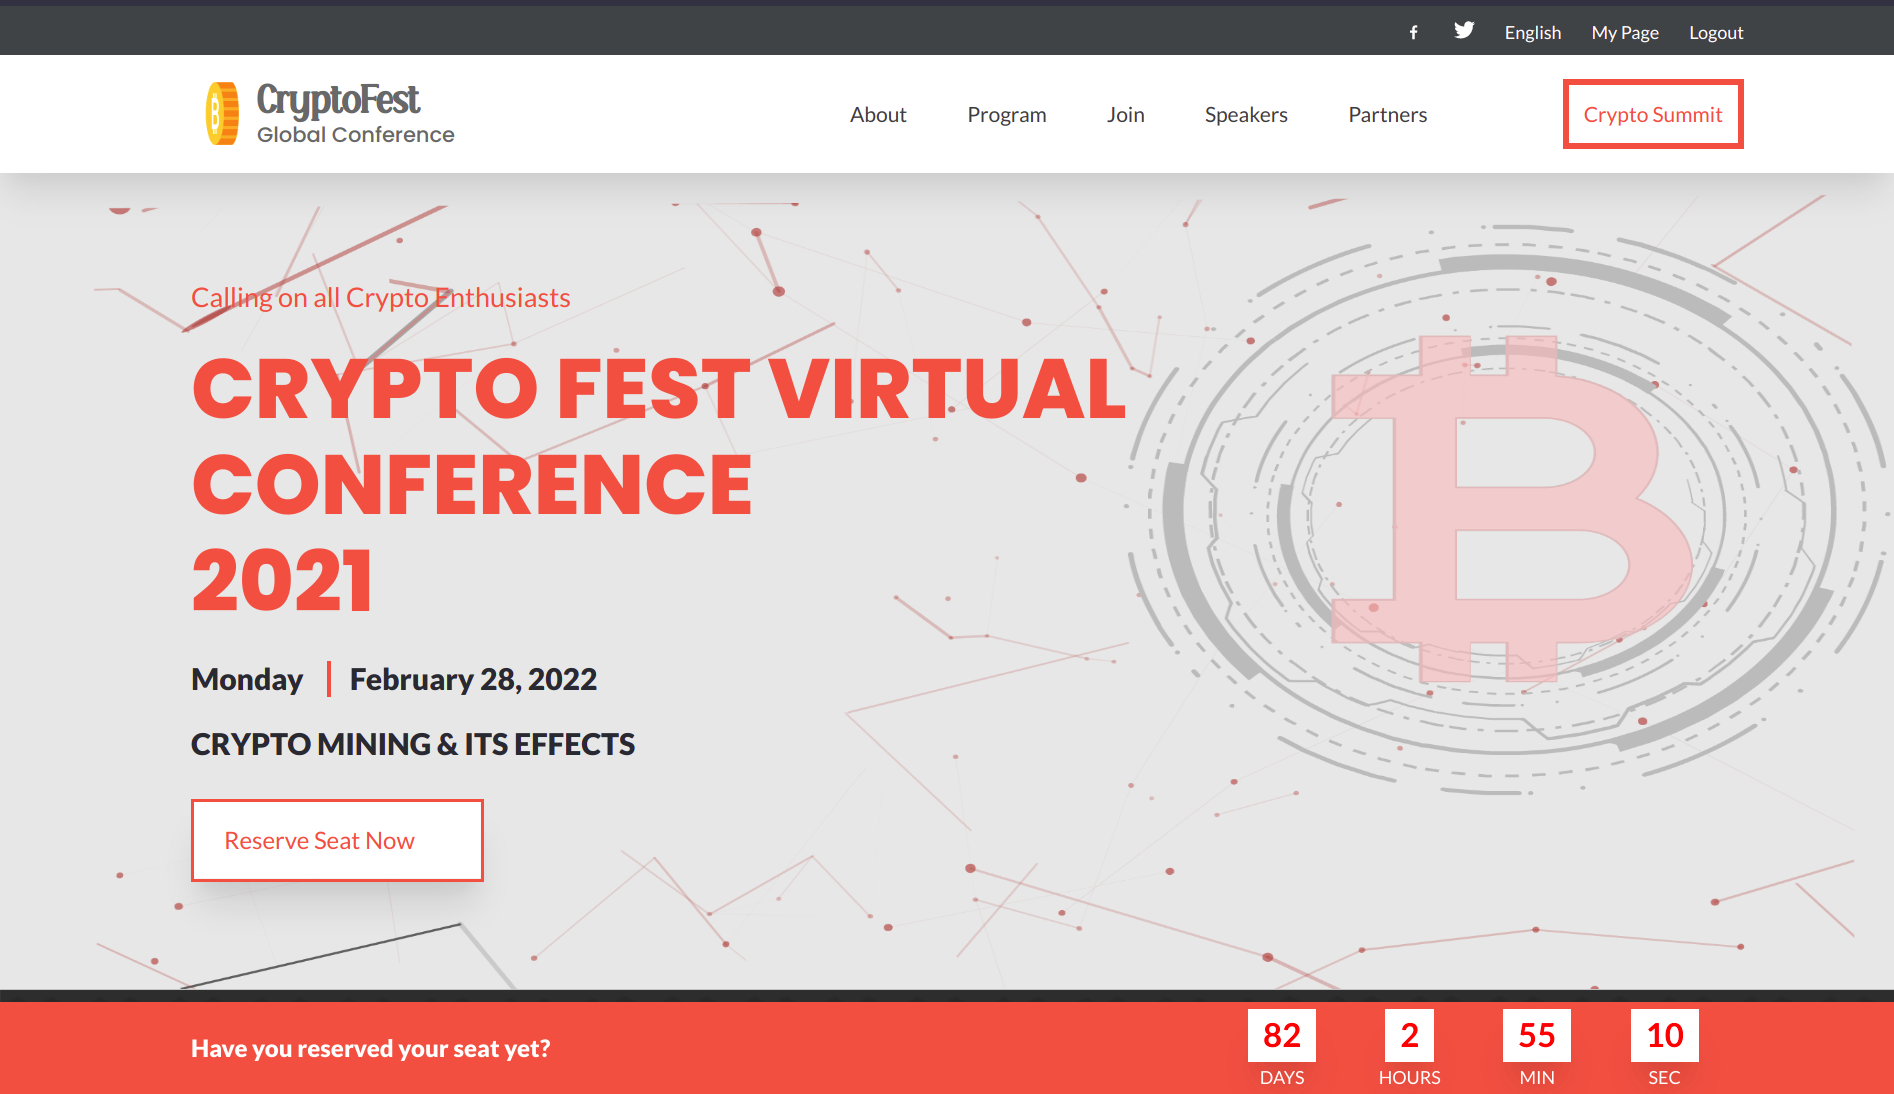 English My Page Logout
CryptoFest
Global Conference
About Program Join Speakers Partners Crypto Summit
Calling on all Crypto Enthusiasts
CRYPTO FEST VIRTUAL
CONFERENCE
2021
Monday February 28, 2022
CRYPTO MINING & ITS EFFECTS
Reserve Seat Now
Have you reserved your seat yet?
82 2 55 10
DAYS HOURS MIN SEC